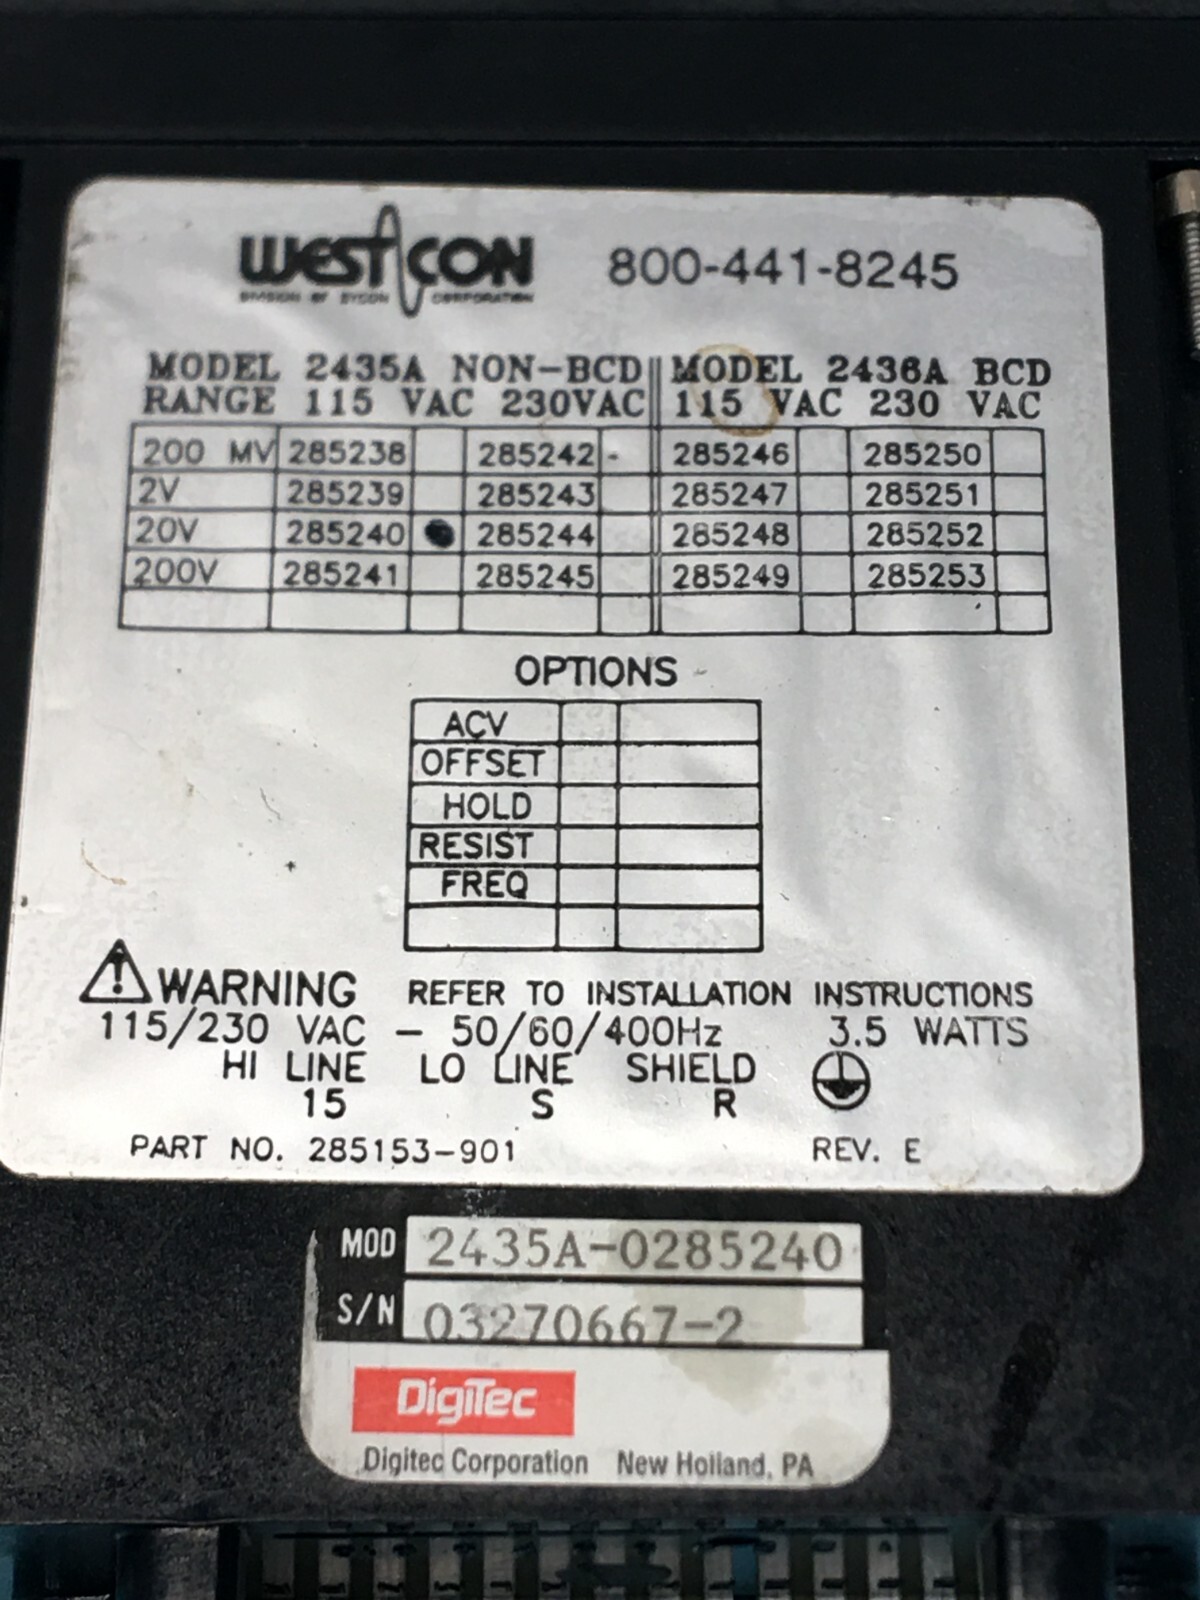 WESTCON 800-441-8245
DIVISION OF SYCON CORPORATION
MODEL 2435A NON-BCD MODEL 2436A BCD
RANGE 115 VAC 230VAC 115 VAC 230 VAC
200 MV 285238 285242 285246 285250
2V 285239 285243 285247 285251
20V 285240 285244 285248 285252
200V 285241 285245 285249 285253
OPTIONS
ACV
OFFSET
HOLD
RESIST
FREQ
WARNING REFER TO INSTALLATION INSTRUCTIONS
115/230 VAC - 50/60/400Hz 3.5 WATTS
HI LINE LO LINE SHIELD
15 S R
PART NO. 285153-901 REV. E
MOD 2435A-0285240
S/N 03270667-2
DigiTec
Digitec Corporation New Holland, PA